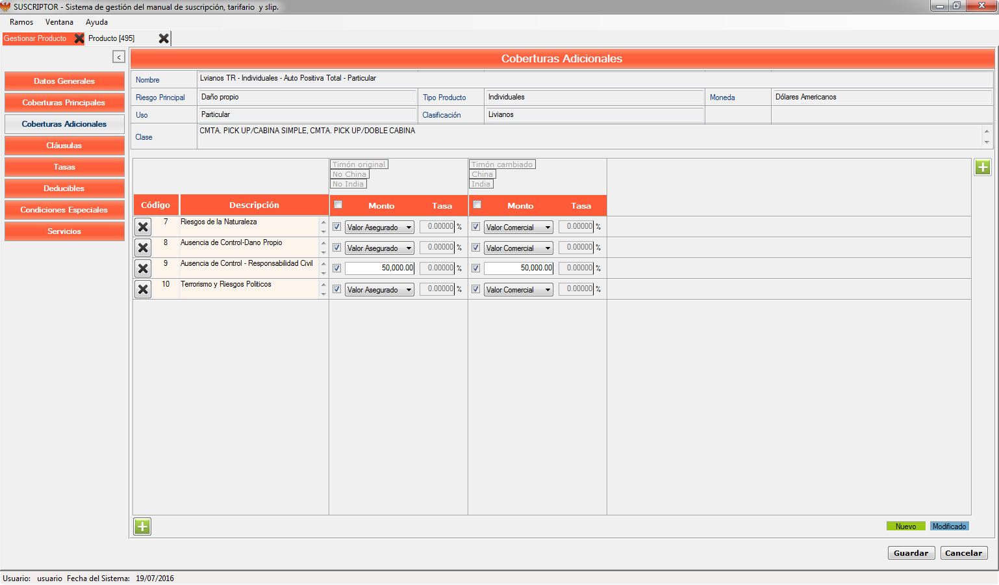 SUSCRIPTOR - Sistema de gestión del manual de suscripción, tarifario y slip.
Ramos Ventana Ayuda
Gestionar Producto Producto [495]
<
Coberturas Adicionales
Datos Generales
Coberturas Principales
Coberturas Adicionales
Cláusulas
Tasas
Deducibles
Condiciones Especiales
Servicios
Nombre Lvianos TR - Individuales - Auto Positiva Total - Particular
Riesgo Principal Daño propio Tipo Producto Individuales Moneda Dólares Americanos
Uso Particular Clasificación Livianos
Clase CMTA. PICK UP/CABINA SIMPLE, CMTA. PICK UP/DOBLE CABINA
Timón original Timón cambiado
No China China
No India India
Código Descripción Monto Tasa Monto Tasa
7 Riesgos de la Naturaleza Valor Asegurado 0.00000 % Valor Comercial 0.00000 %
8 Ausencia de Control-Dano Propio Valor Asegurado 0.00000 % Valor Comercial 0.00000 %
9 Ausencia de Control - Responsabilidad Civil 50,000.00 0.00000 % 50,000.00 0.00000 %
10 Terrorismo y Riesgos Politicos Valor Asegurado 0.00000 % Valor Comercial 0.00000 %
Nuevo Modificado
Guardar Cancelar
Usuario: usuario Fecha del Sistema: 19/07/2016